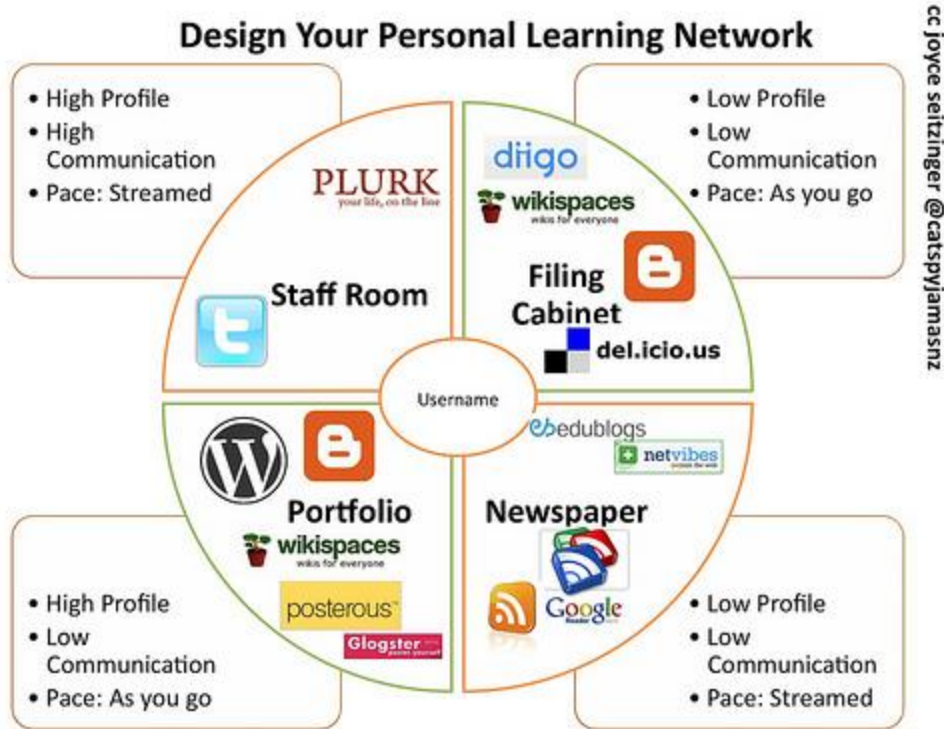 Design Your Personal Learning Network
cc joyce seitzinger @catspyjamasnz
• High Profile
• High
Communication
• Pace: Streamed
PLURK
your life, on the line
Staff Room
• Low Profile
• Low
Communication
• Pace: As you go
diigo
wikispaces
wikis for everyone
Filing
Cabinet
del.icio.us
Username
Portfolio
wikispaces
wikis for everyone
posterous
Glogster
poster yourself
• High Profile
• Low
Communication
• Pace: As you go
edublogs
netvibes
Newspaper
Google
Reader
• Low Profile
• Low
Communication
• Pace: Streamed